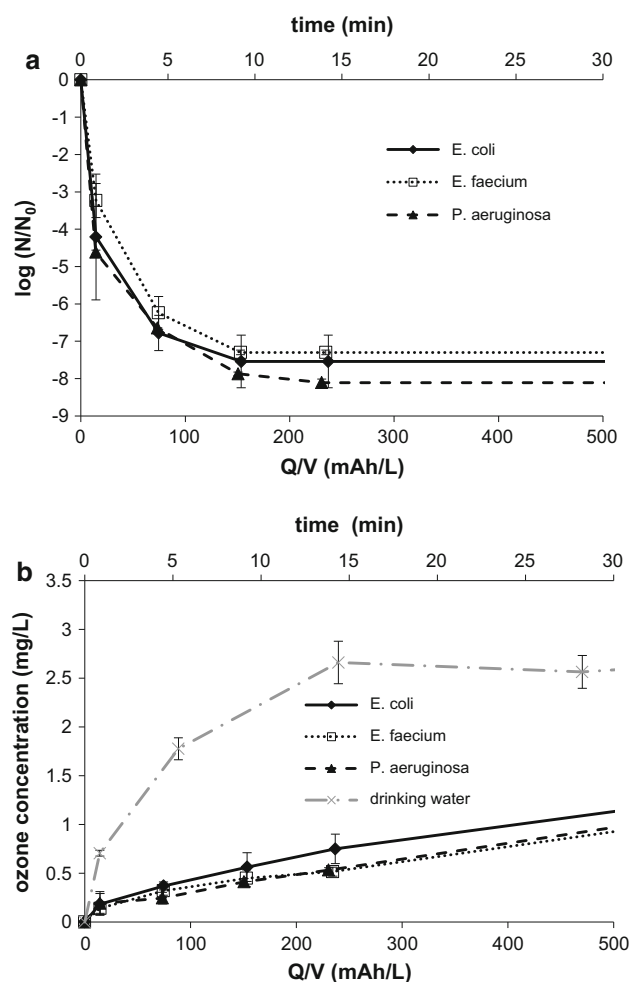 time (min)
a
0 5 10 15 20 25 30
0
-1
-2
-3
-4
-5
-6
-7
-8
-9
log (N/N₀)
E. coli
E. faecium
P. aeruginosa
0 100 200 300 400 500
Q/V (mAh/L)
time (min)
b
0 5 10 15 20 25 30
3.5
3
2.5
2
1.5
1
0.5
0
ozone concentration (mg/L)
E. coli
E. faecium
P. aeruginosa
drinking water
0 100 200 300 400 500
Q/V (mAh/L)